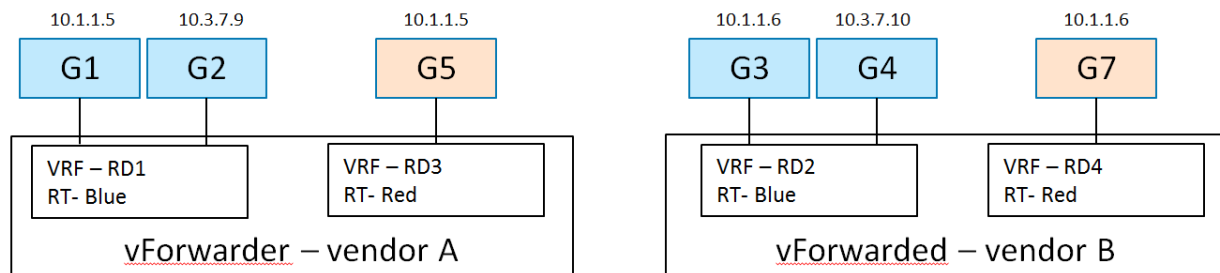 10.1.1.5 10.3.7.9 10.1.1.5 10.1.1.6 10.3.7.10 10.1.1.6
G1 G2 G5 G3 G4 G7
VRF – RD1 VRF – RD3 VRF – RD2 VRF – RD4
RT- Blue RT- Red RT- Blue RT- Red
vForwarder – vendor A vForwarded – vendor B